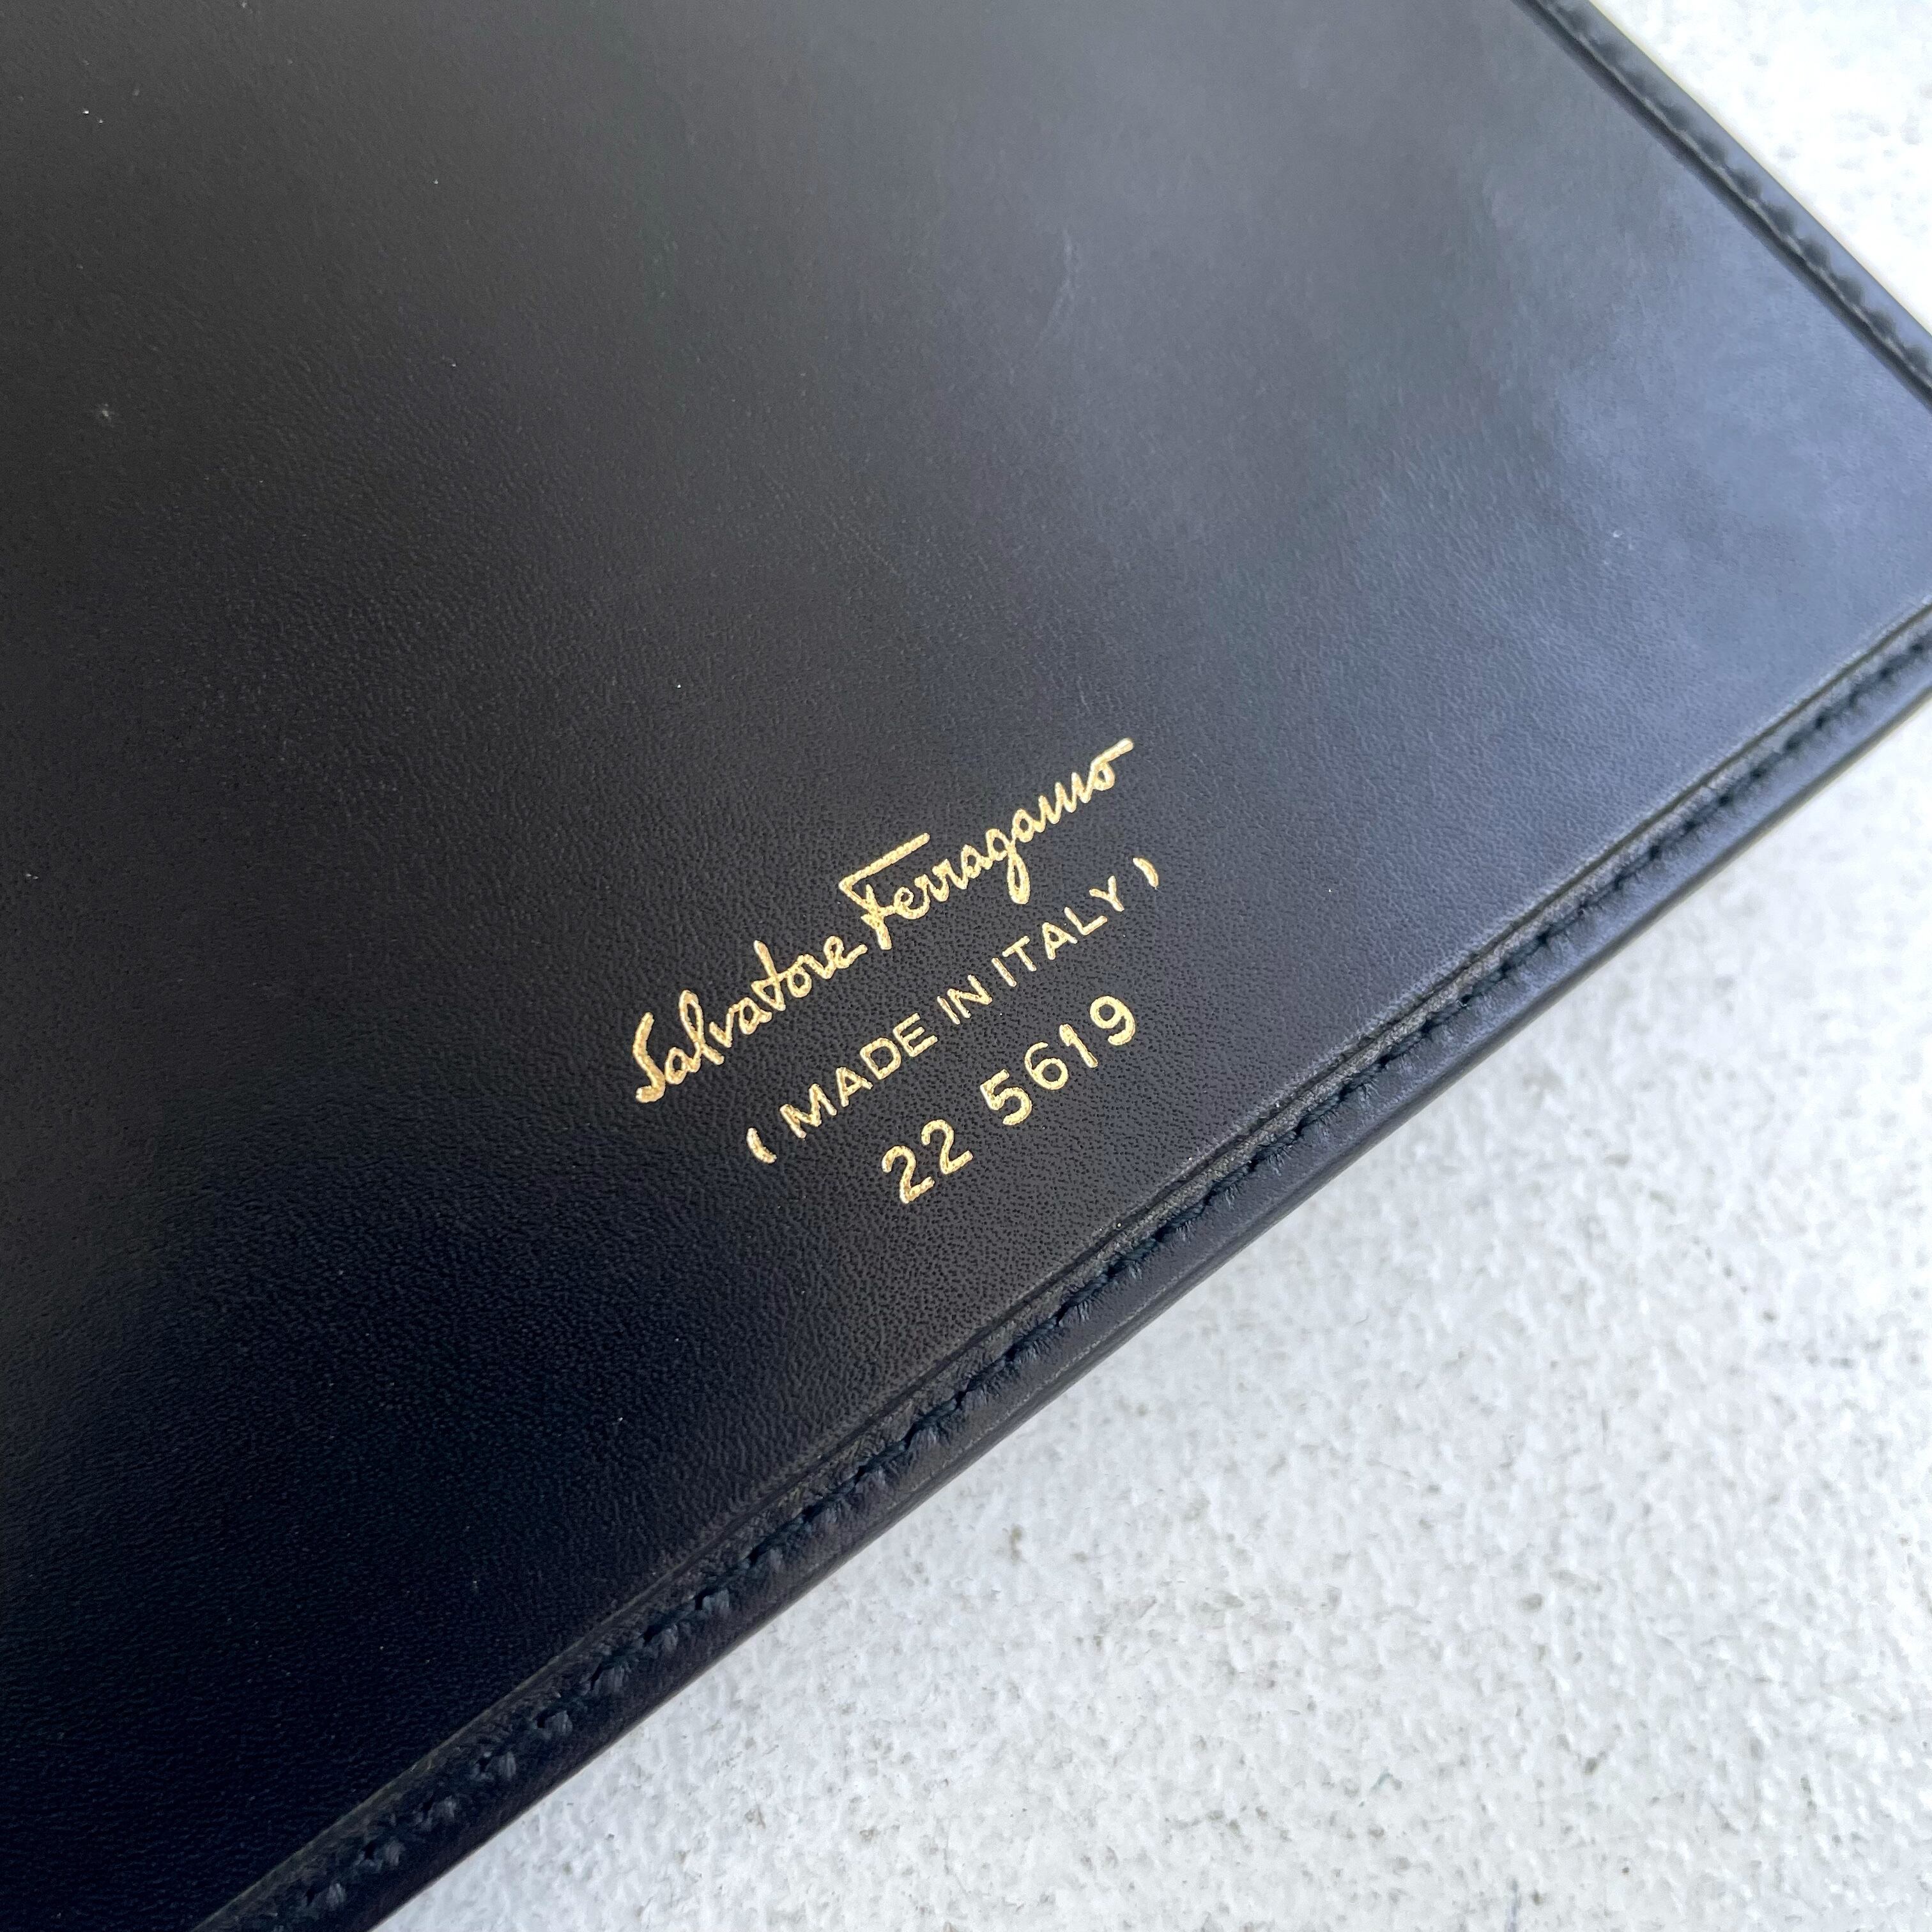 Salvatore Ferragamo
( MADE IN ITALY )
22 5619